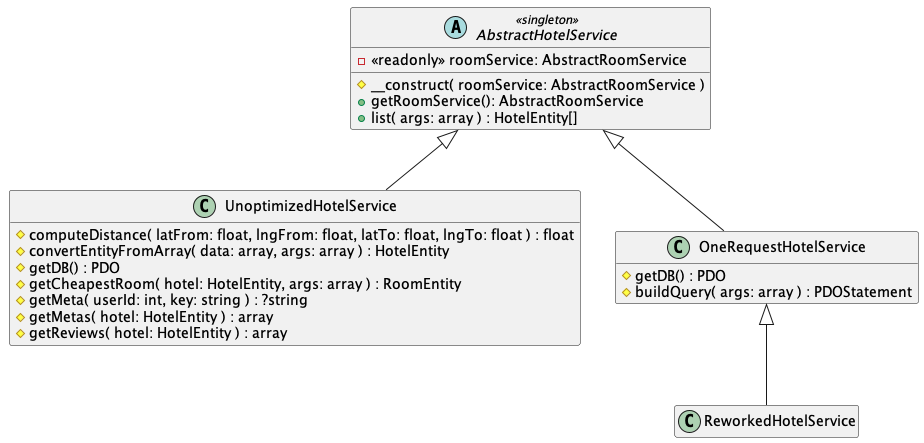 «singleton»
A AbstractHotelService
«readonly» roomService: AbstractRoomService
__construct( roomService: AbstractRoomService )
getRoomService(): AbstractRoomService
list( args: array ) : HotelEntity[]
C UnoptimizedHotelService
computeDistance( latFrom: float, lngFrom: float, latTo: float, lngTo: float ) : float
convertEntityFromArray( data: array, args: array ) : HotelEntity
getDB() : PDO
getCheapestRoom( hotel: HotelEntity, args: array ) : RoomEntity
getMeta( userId: int, key: string ) : ?string
getMetas( hotel: HotelEntity ) : array
getReviews( hotel: HotelEntity ) : array
C OneRequestHotelService
getDB() : PDO
buildQuery( args: array ) : PDOStatement
C ReworkedHotelService